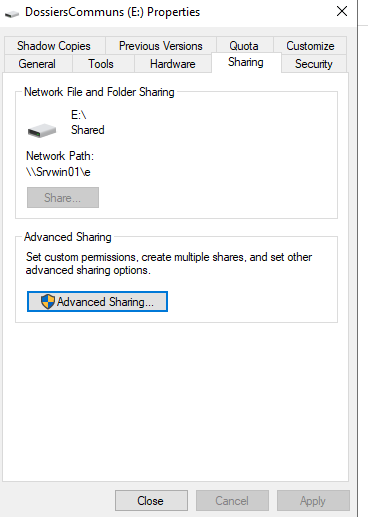 DossiersCommuns (E:) Properties
Shadow Copies Previous Versions Quota Customize
General Tools Hardware Sharing Security
Network File and Folder Sharing
E:\
Shared
Network Path:
\\Srvwin01\e
Share...
Advanced Sharing
Set custom permissions, create multiple shares, and set other
advanced sharing options.
Advanced Sharing...
Close Cancel Apply